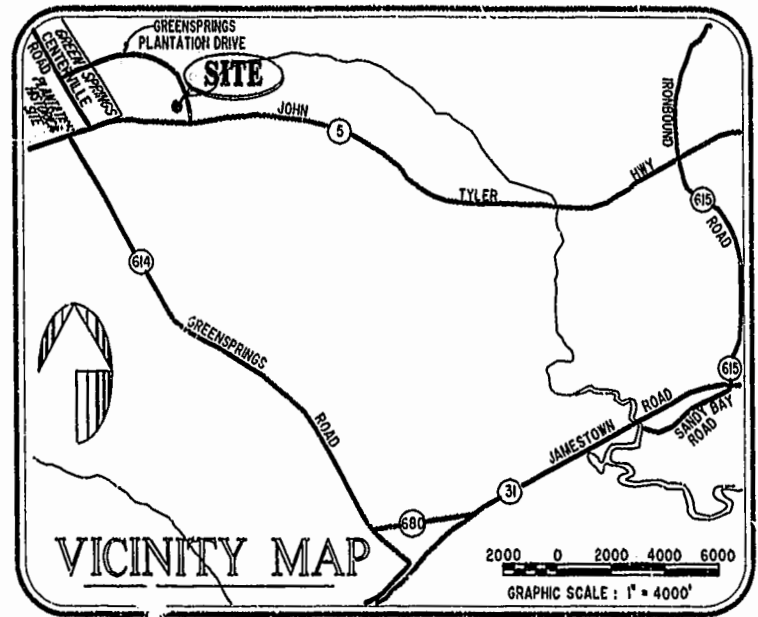 GREENSPRINGS
PLANTATION DRIVE
GREEN SPRINGS
CENTERVILLE
ROAD
SITE
SITE
JOHN
5
TYLER
HWY
IRONBOUND
615
ROAD
614
GREENSPRINGS
ROAD
615
JAMESTOWN
ROAD
SANDY BAY
ROAD
31
680
VICINITY MAP
2000 0 2000 4000 6000
GRAPHIC SCALE : 1" = 4000'